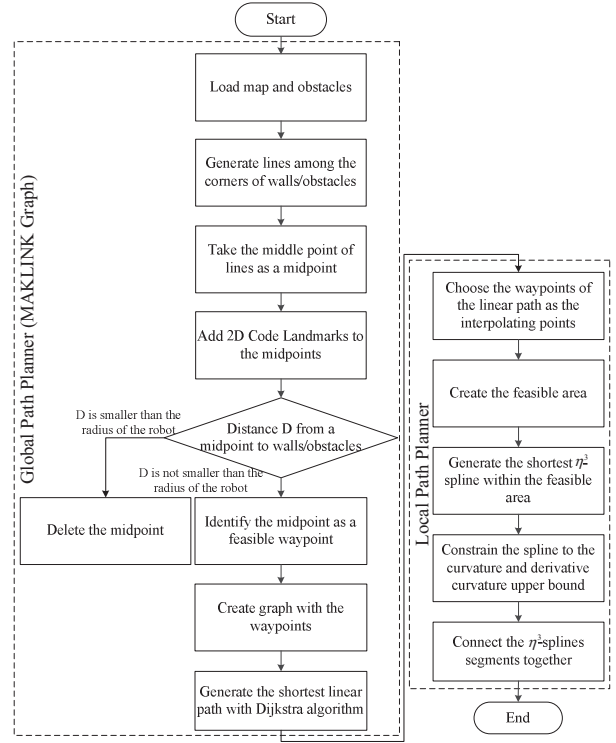 Start
Global Path Planner (MAKLINK Graph)
Load map and obstacles
Generate lines among the
corners of walls/obstacles
Take the middle point of
lines as a midpoint
Add 2D Code Landmarks to
the midpoints
Distance D from a
midpoint to walls/obstacles
D is smaller than the
radius of the robot
D is not smaller than the
radius of the robot
Delete the midpoint
Identify the midpoint as a
feasible waypoint
Create graph with the
waypoints
Generate the shortest linear
path with Dijkstra algorithm
Local Path Planner
Choose the waypoints of
the linear path as the
interpolating points
Create the feasible area
Generate the shortest η³-
spline within the feasible
area
Constrain the spline to the
curvature and derivative
curvature upper bound
Connect the η³-splines
segments together
End